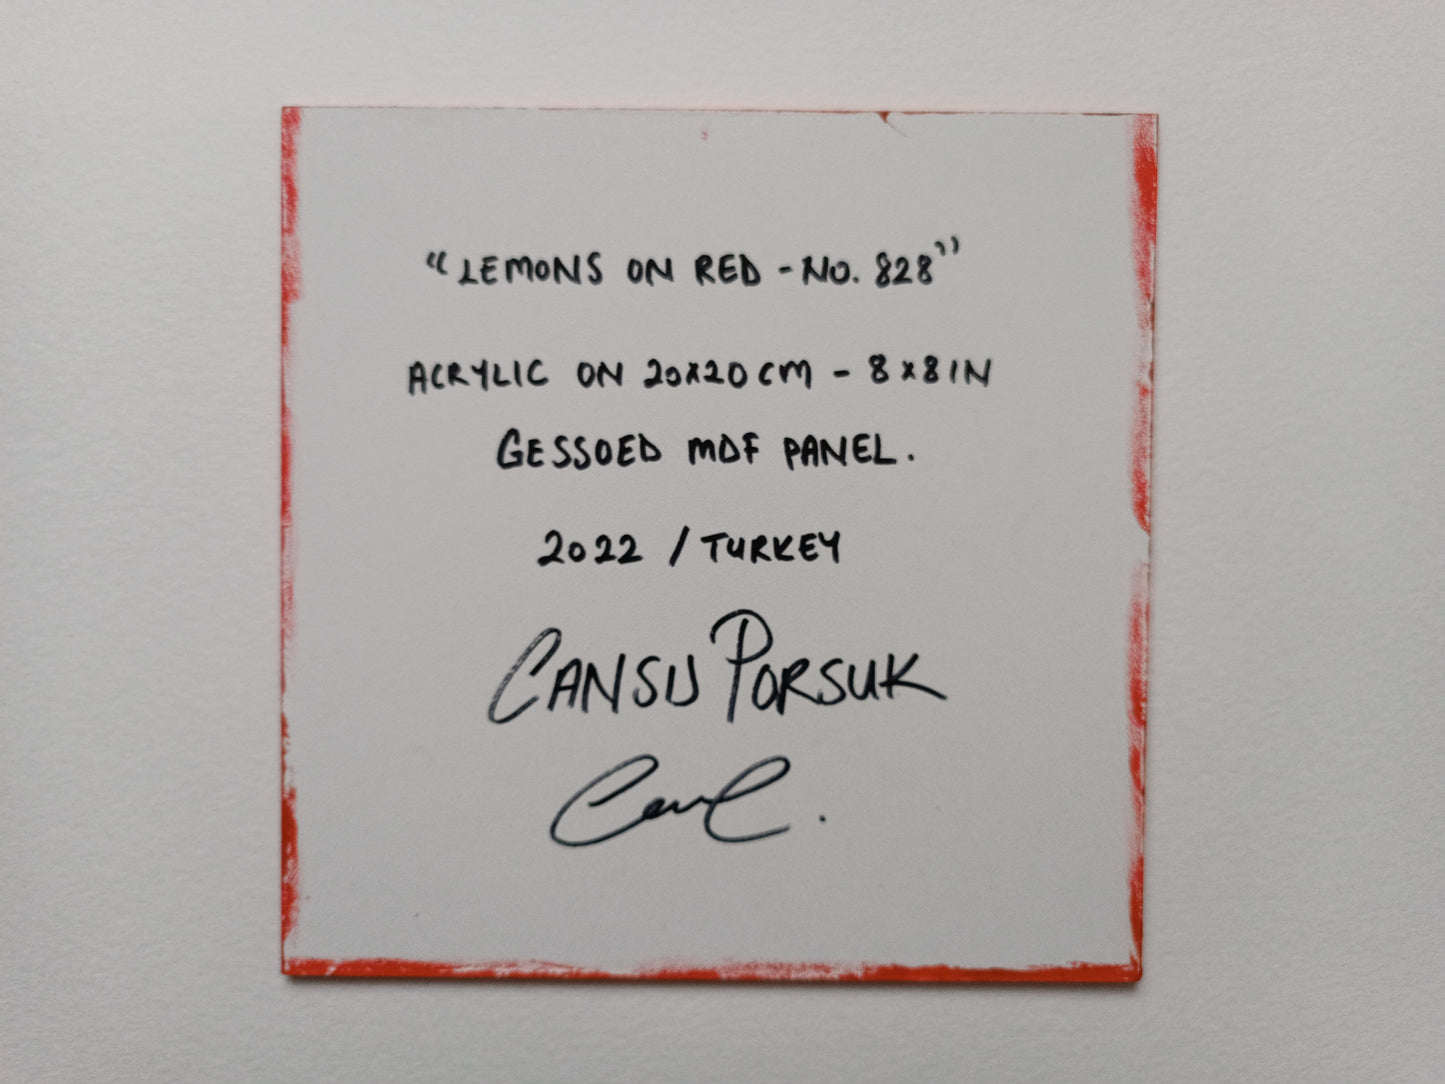 "LEMONS ON RED - No. 828"
ACRYLIC ON 20x20 cm - 8x8 IN
GESSOED MDF PANEL.
2022 / TURKEY
CANSU PORSUK